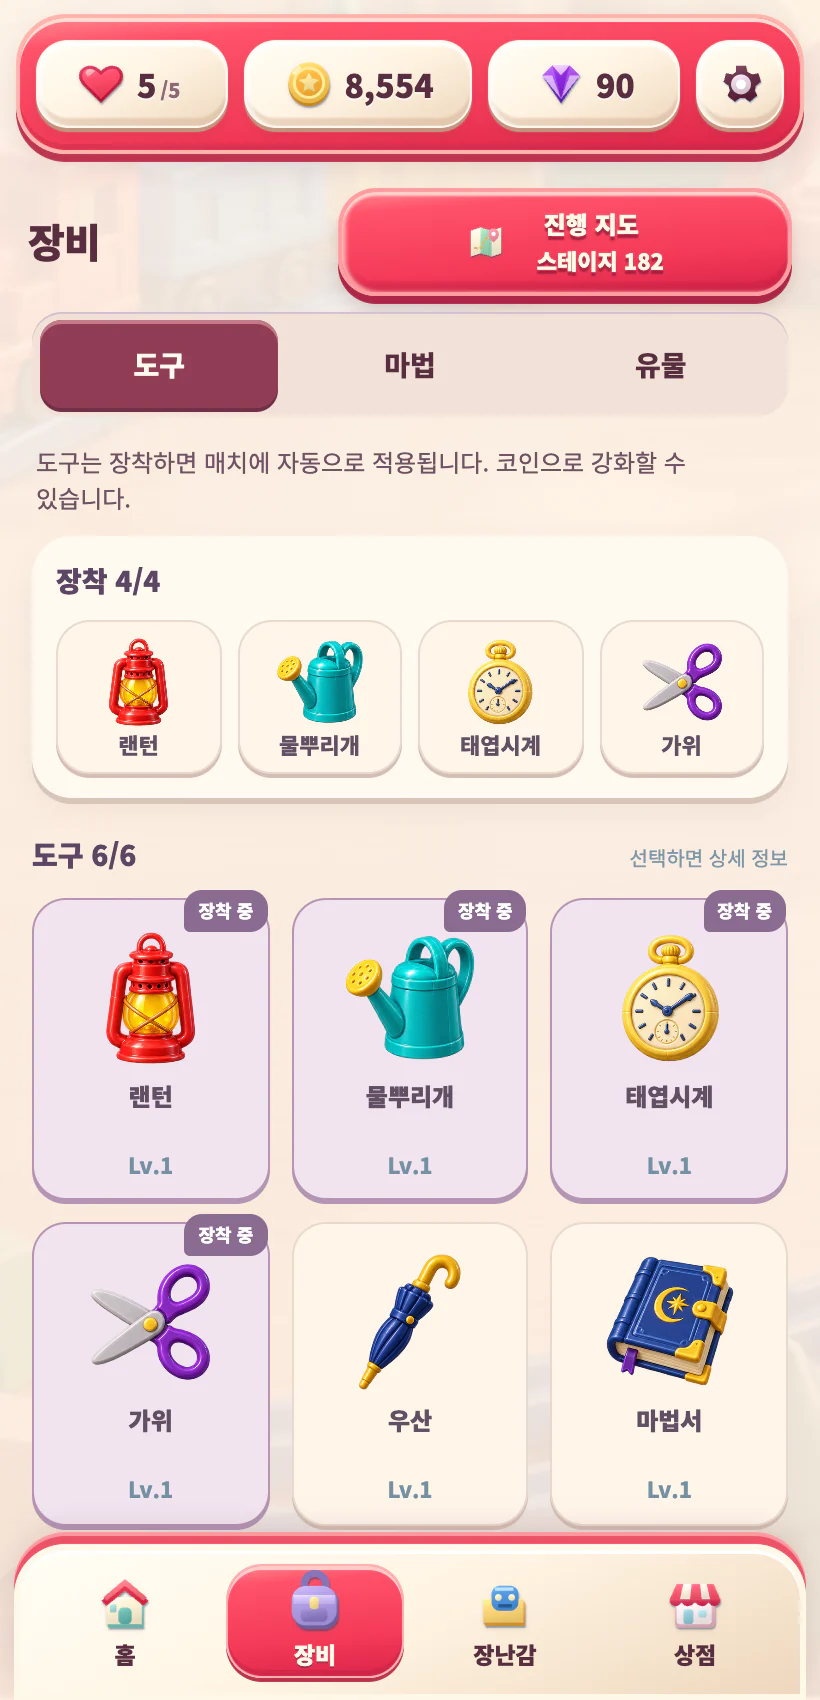 5/5
8,554
90
장비
진행 지도
스테이지 182
도구
마법
유물
도구는 장착하면 매치에 자동으로 적용됩니다. 코인으로 강화할 수
있습니다.
장착 4/4
랜턴
물뿌리개
태엽시계
가위
도구 6/6
선택하면 상세 정보
장착 중
장착 중
장착 중
랜턴
물뿌리개
태엽시계
Lv.1
Lv.1
Lv.1
장착 중
가위
우산
마법서
Lv.1
Lv.1
Lv.1
홈
장비
장난감
상점